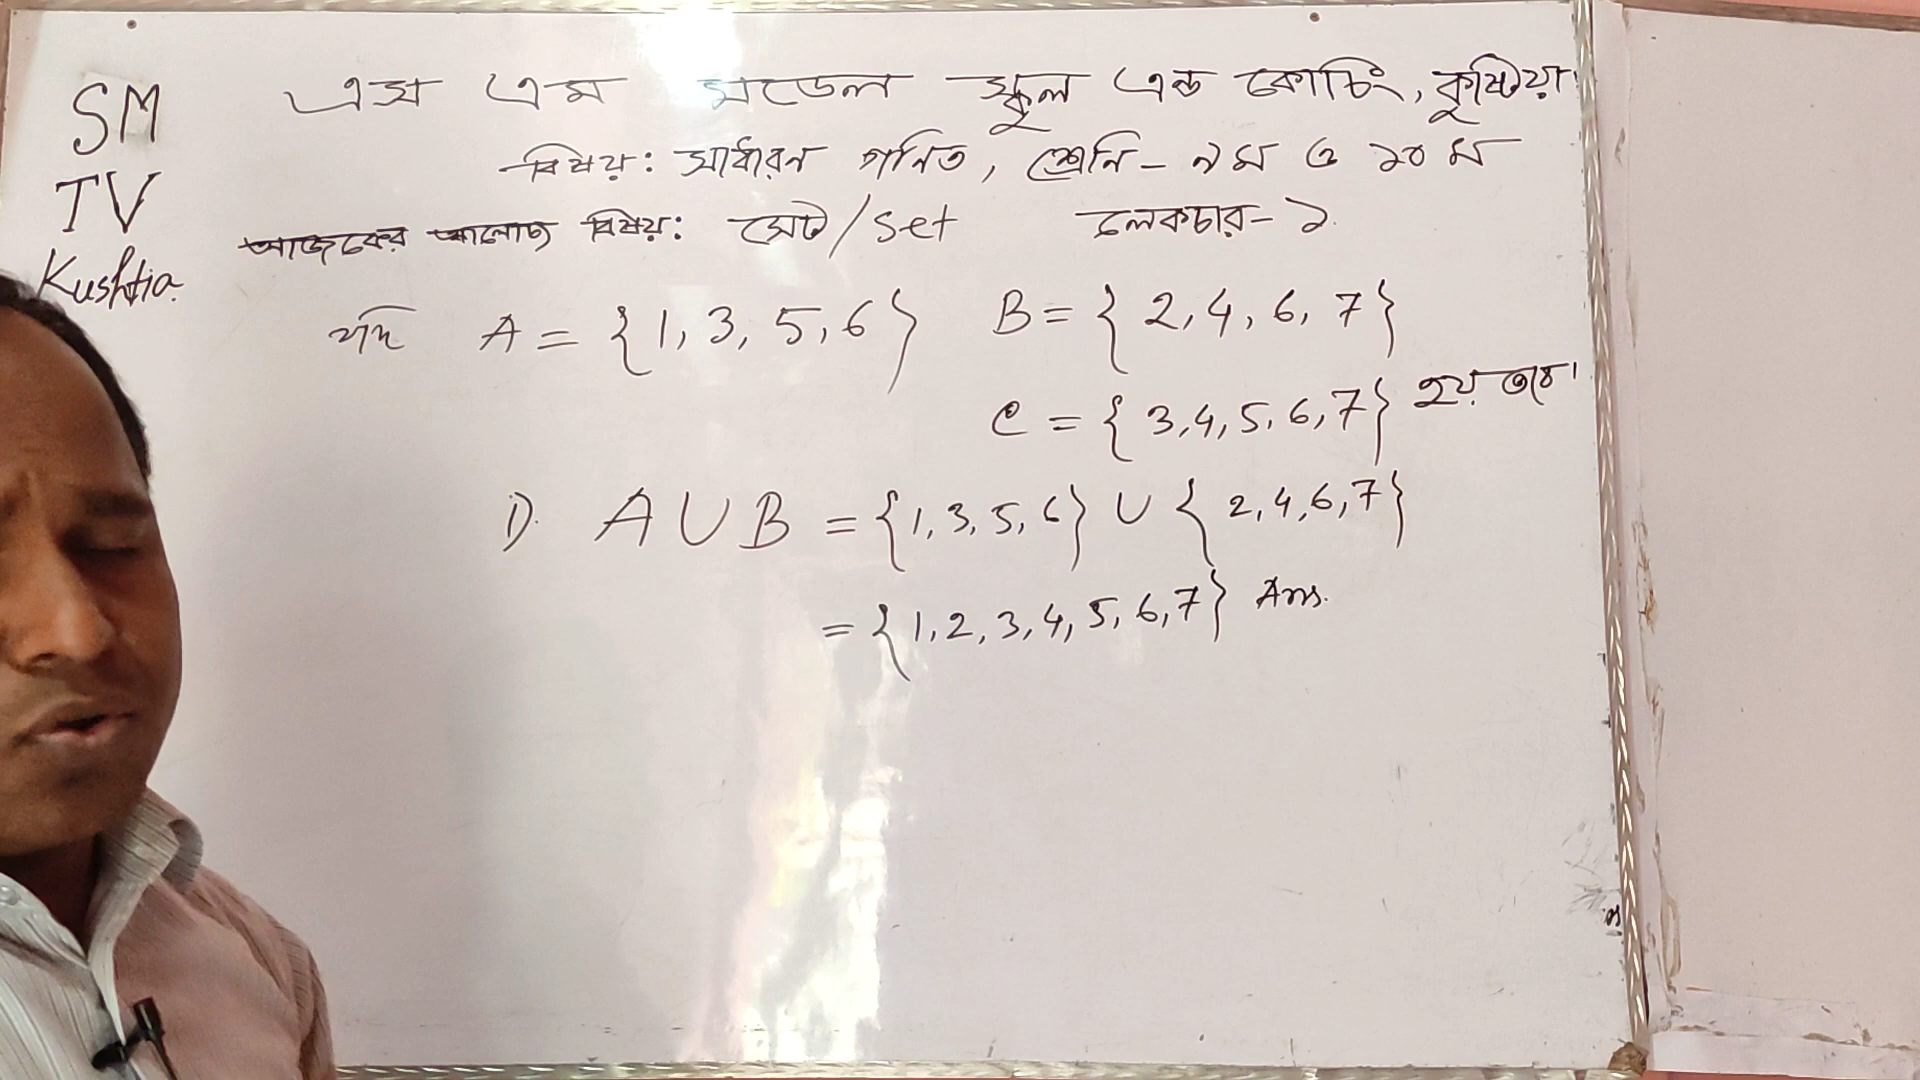 SM
TV
Kushtia.
এস এম মডেল স্কুল এন্ড কোচিং, কুষ্টিয়া।
বিষয়: সাধারন গনিত, শ্রেনি- ৯ম ও ১০ম
আজকের আলোচ্য বিষয়: সেট/set লেকচার- ১.
যদি A = {1, 3, 5, 6} B = {2, 4, 6, 7}
C = {3, 4, 5, 6, 7} হয় তবে।
1). A ∪ B = {1, 3, 5, 6} ∪ {2, 4, 6, 7}
= {1, 2, 3, 4, 5, 6, 7} Ans.